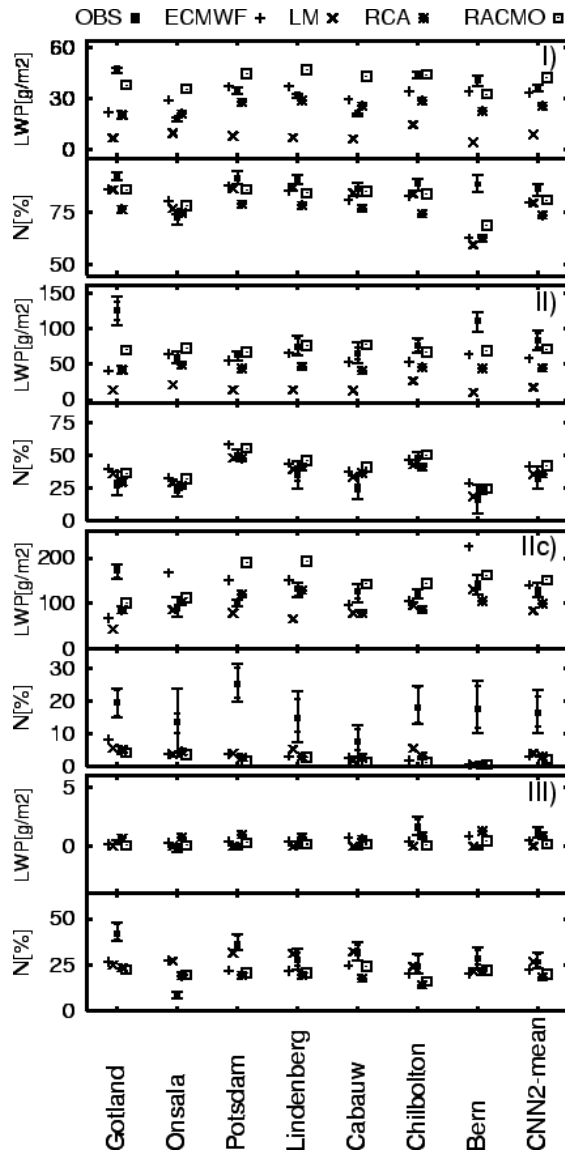 OBS ECMWF LM RCA RACMO
I)
LWP[g/m2]
60
30
0
N[%]
75
50
II)
LWP[g/m2]
150
100
50
0
N[%]
75
50
25
0
IIc)
LWP[g/m2]
200
100
0
N[%]
30
20
10
0
III)
LWP[g/m2]
5
0
N[%]
50
25
0
Gotland
Onsala
Potsdam
Lindenberg
Cabauw
Chilbolton
Bern
CNN2-mean